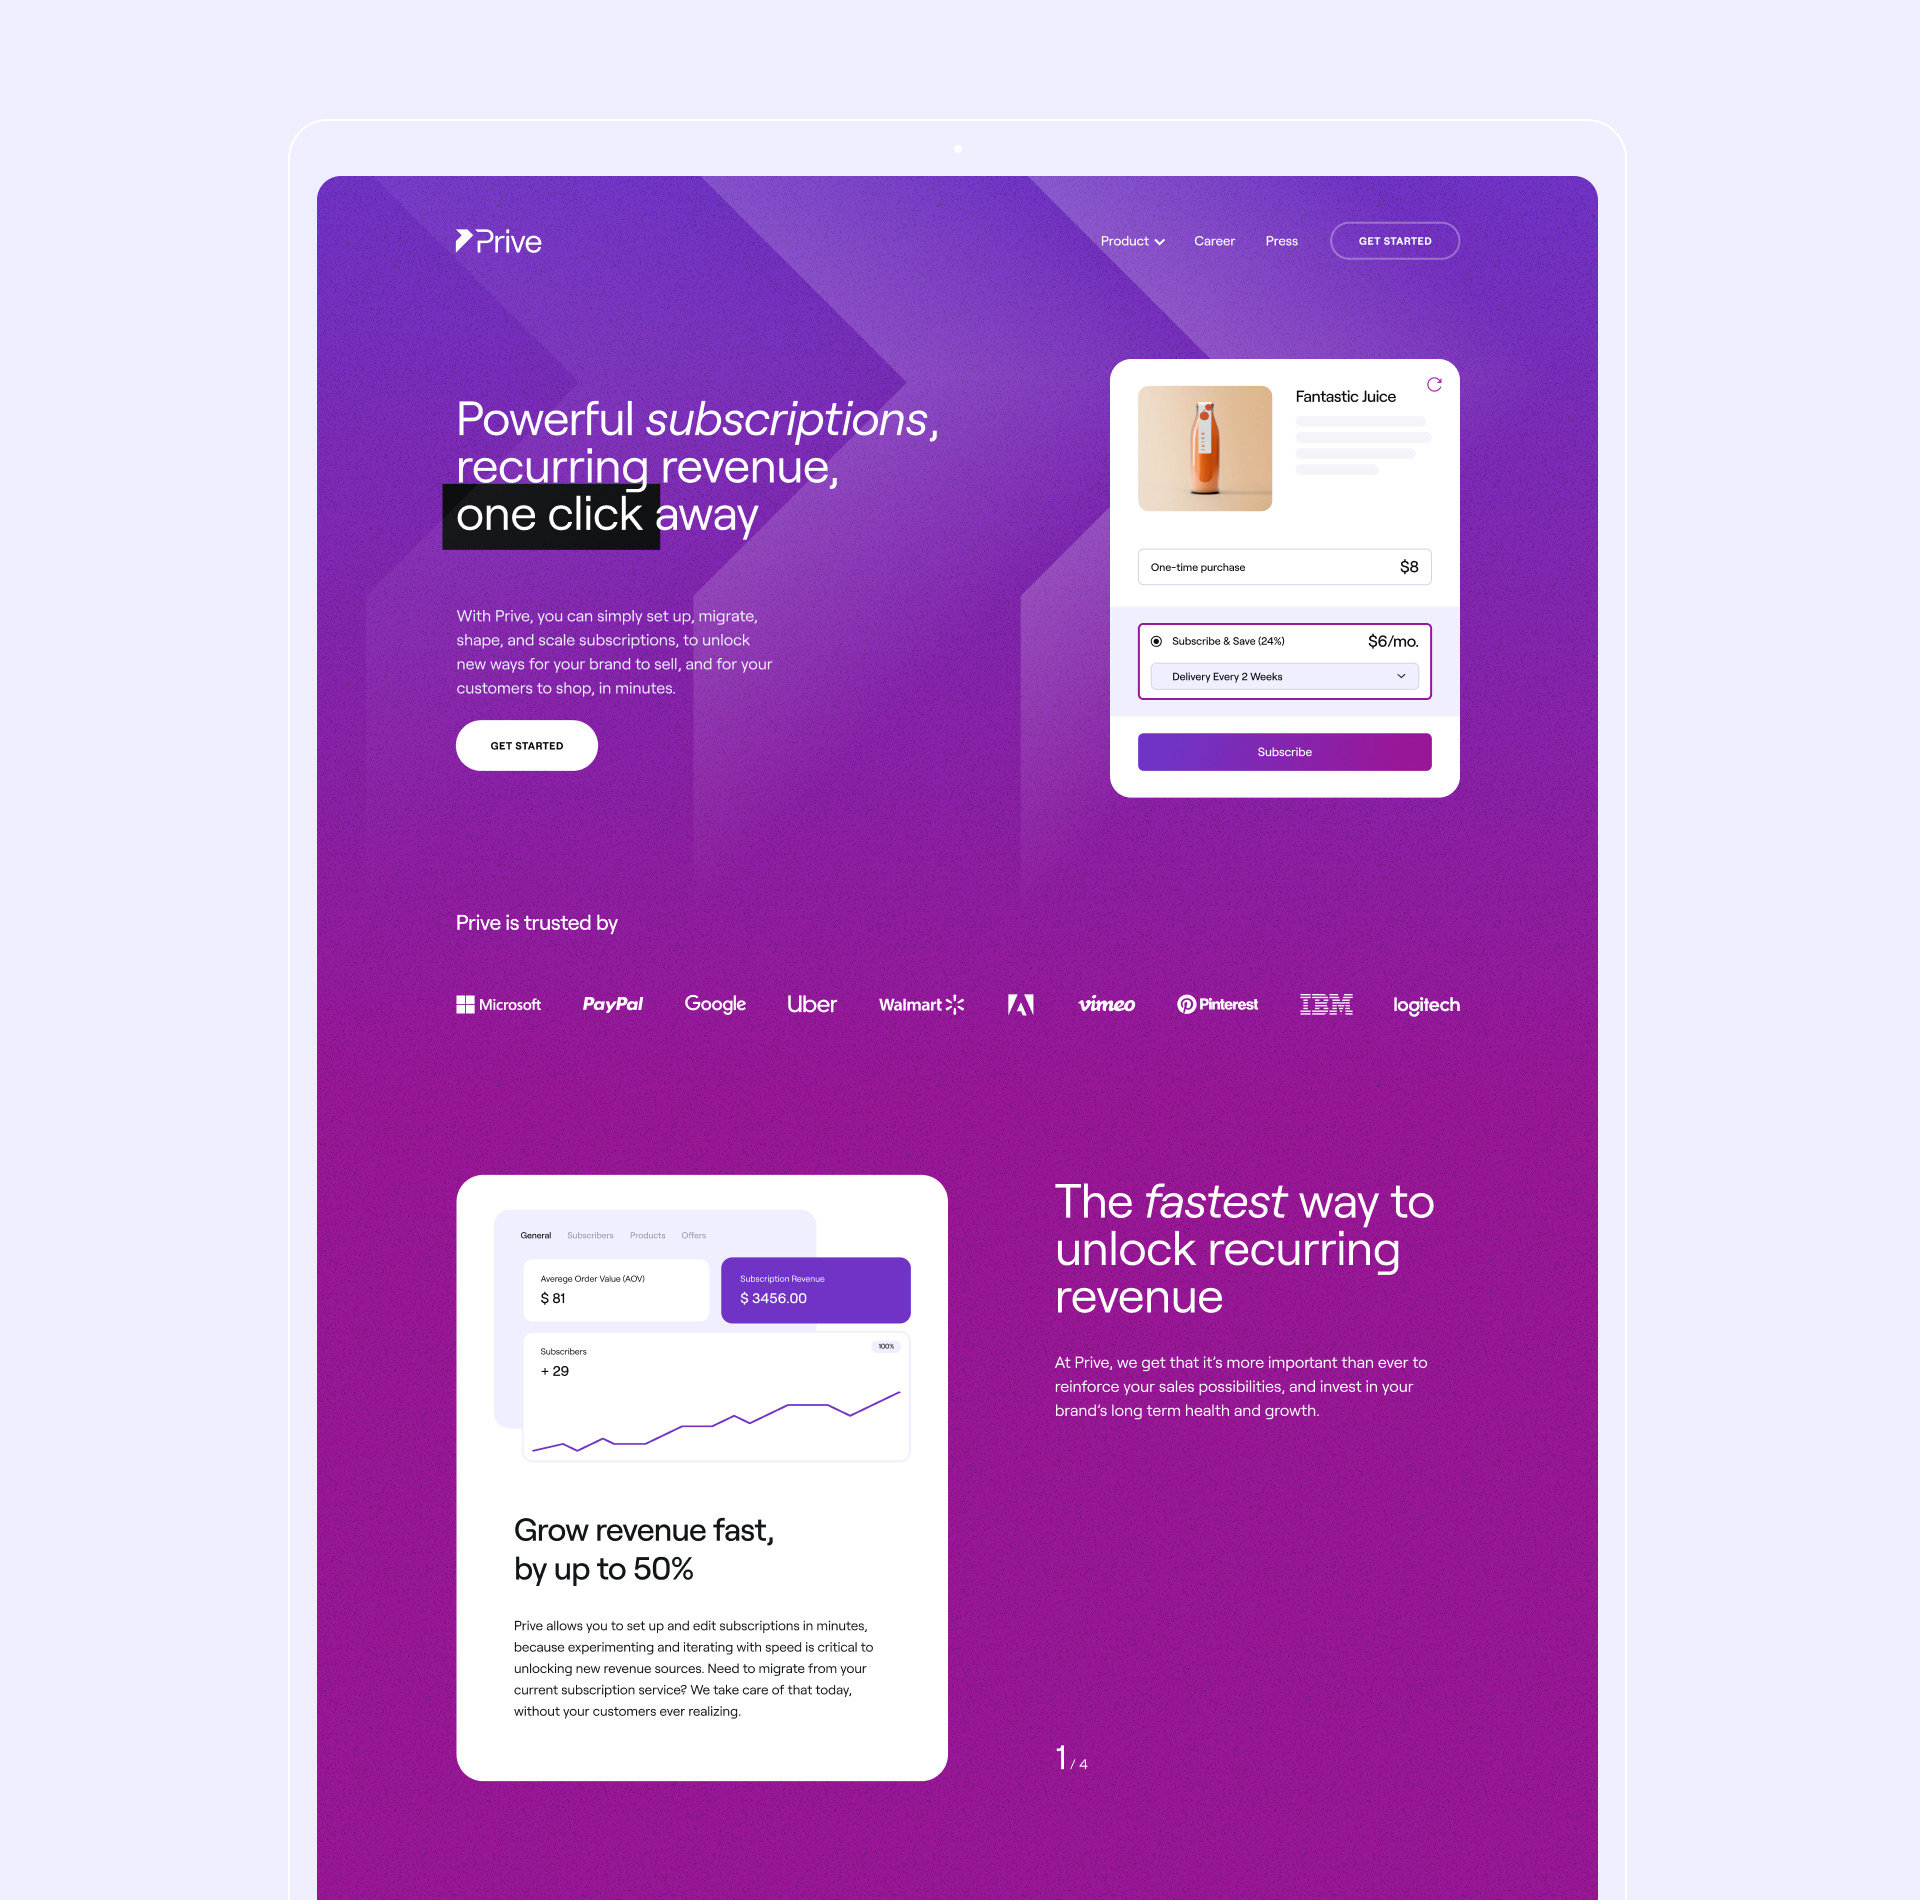 Prive
Product
Career
Press
GET STARTED
Powerful subscriptions,
recurring revenue,
one click away
With Prive, you can simply set up, migrate,
shape, and scale subscriptions, to unlock
new ways for your brand to sell, and for your
customers to shop, in minutes.
GET STARTED
Fantastic Juice
One-time purchase
$8
Subscribe & Save (24%)
$6/mo.
Delivery Every 2 Weeks
Subscribe
Prive is trusted by
Microsoft
PayPal
Google
Uber
Walmart
vimeo
Pinterest
IBM
logitech
General
Subscribers
Products
Offers
Averege Order Value (AOV)
$ 81
Subscription Revenue
$ 3456.00
Subscribers
+ 29
100%
Grow revenue fast,
by up to 50%
Prive allows you to set up and edit subscriptions in minutes,
because experimenting and iterating with speed is critical to
unlocking new revenue sources. Need to migrate from your
current subscription service? We take care of that today,
without your customers ever realizing.
The fastest way to
unlock recurring
revenue
At Prive, we get that it’s more important than ever to
reinforce your sales possibilities, and invest in your
brand’s long term health and growth.
1 / 4